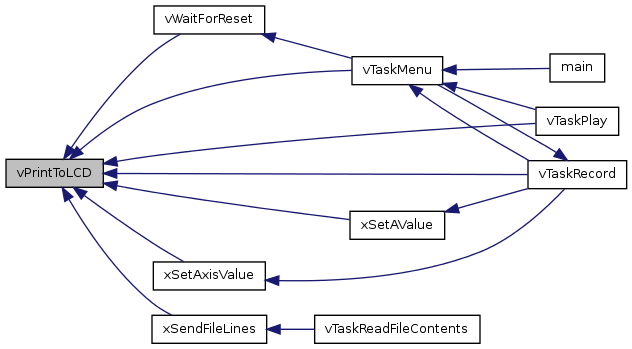 vWaitForReset
vTaskMenu
main
vTaskPlay
vPrintToLCD
vTaskRecord
xSetAValue
xSetAxisValue
xSendFileLines
vTaskReadFileContents